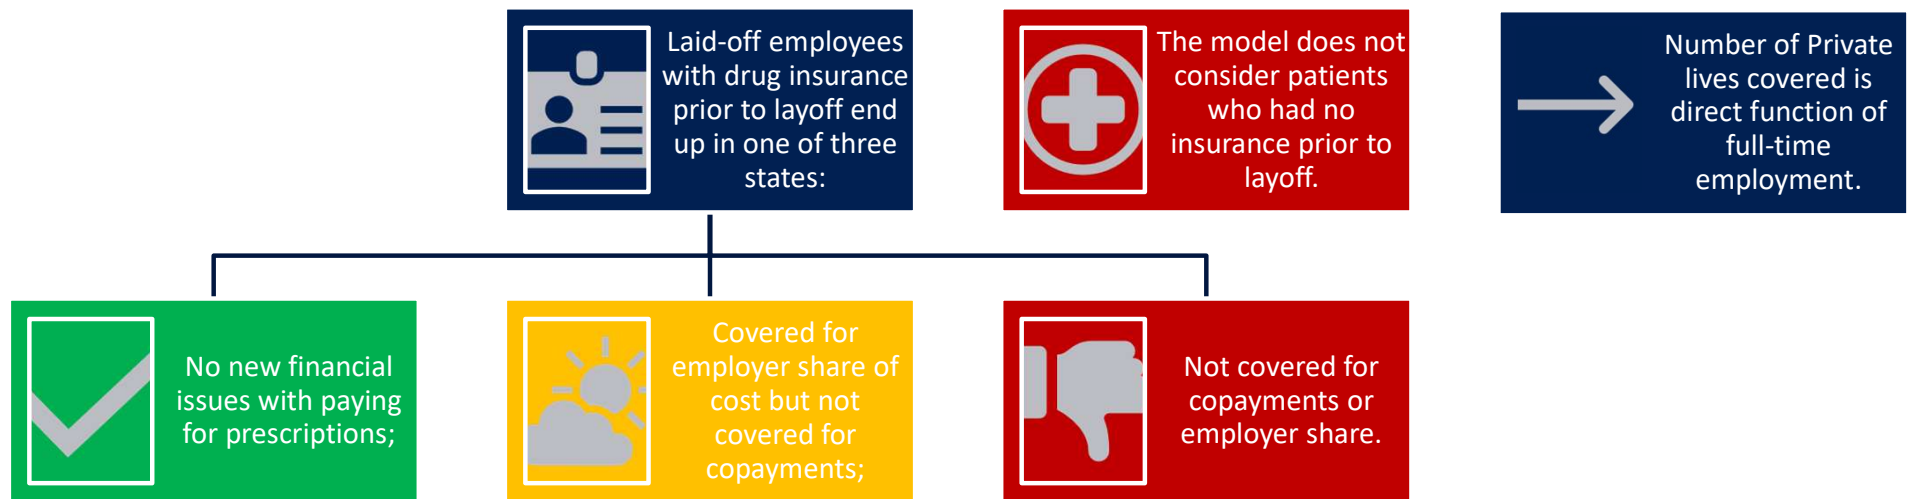 Laid-off employees
with drug insurance
prior to layoff end
up in one of three
states:
The model does not
consider patients
who had no
insurance prior to
layoff.
Number of Private
lives covered is
direct function of
full-time
employment.
No new financial
issues with paying
for prescriptions;
Covered for
employer share of
cost but not
covered for
copayments;
Not covered for
copayments or
employer share.